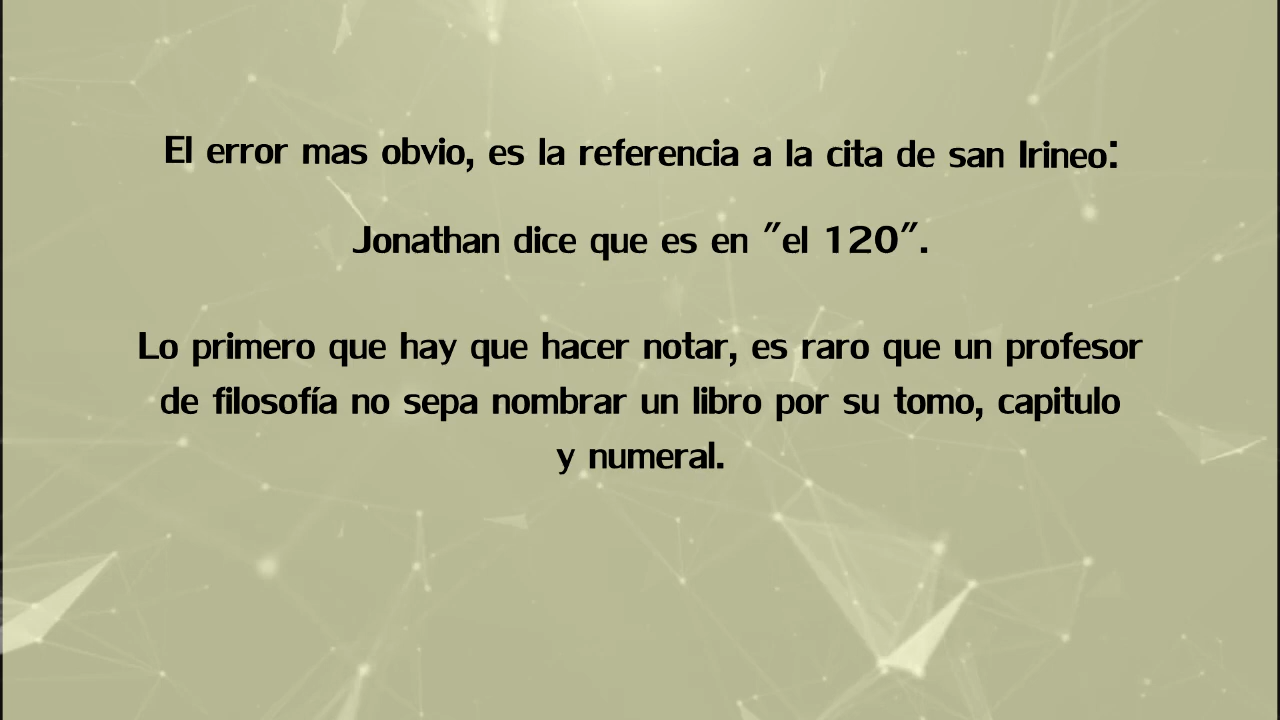 El error mas obvio, es la referencia a la cita de san Irineo:
Jonathan dice que es en "el 120".
Lo primero que hay que hacer notar, es raro que un profesor
de filosofía no sepa nombrar un libro por su tomo, capitulo
y numeral.